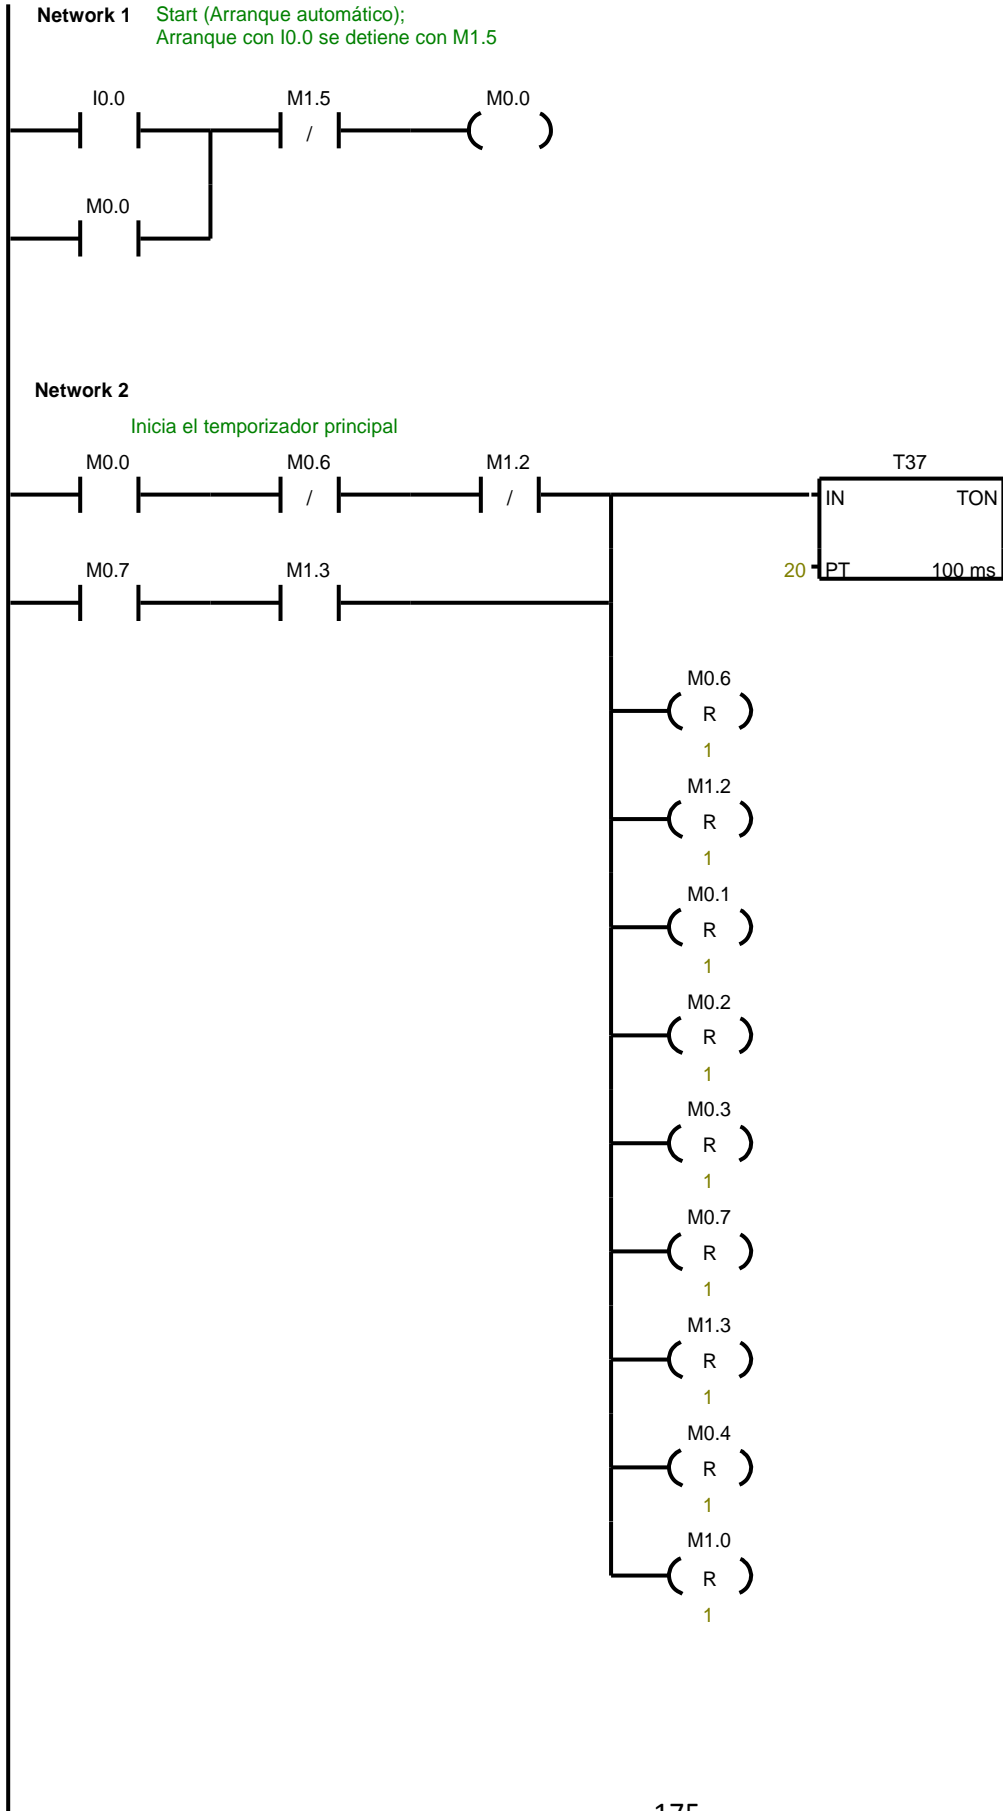 Network 1 Start (Arranque automático);
Arranque con I0.0 se detiene con M1.5
I0.0 M1.5 M0.0
/
M0.0
Network 2
Inicia el temporizador principal
M0.0 M0.6 M1.2 T37
/ / IN TON
M0.7 M1.3 20 PT 100 ms
M0.6
R
1
M1.2
R
1
M0.1
R
1
M0.2
R
1
M0.3
R
1
M0.7
R
1
M1.3
R
1
M0.4
R
1
M1.0
R
1
175